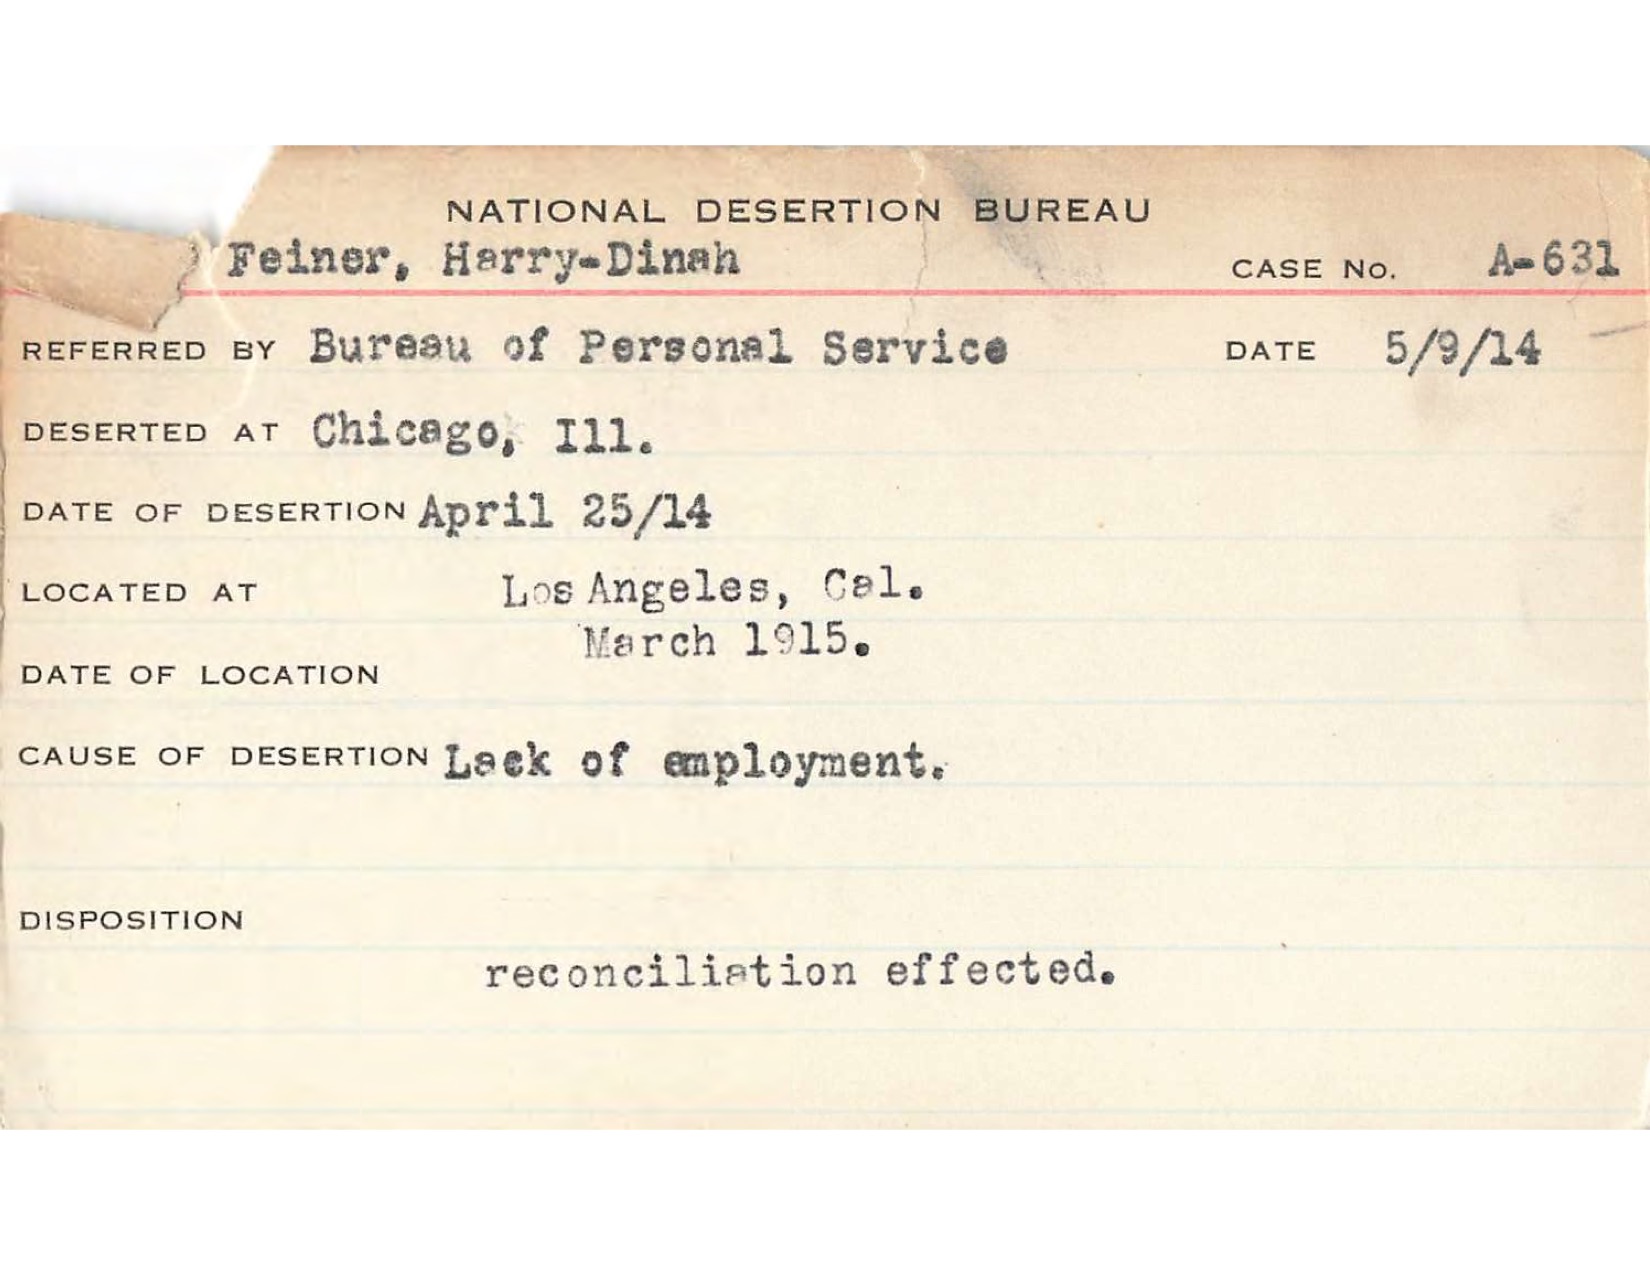 NATIONAL DESERTION BUREAU
Feiner, Harry-Dinah CASE No. A-631
REFERRED BY Bureau of Personal Service DATE 5/9/14
DESERTED AT Chicago, Ill.
DATE OF DESERTION April 25/14
LOCATED AT Los Angeles, Cal.
March 1915.
DATE OF LOCATION
CAUSE OF DESERTION Lack of employment.
DISPOSITION
reconciliation effected.